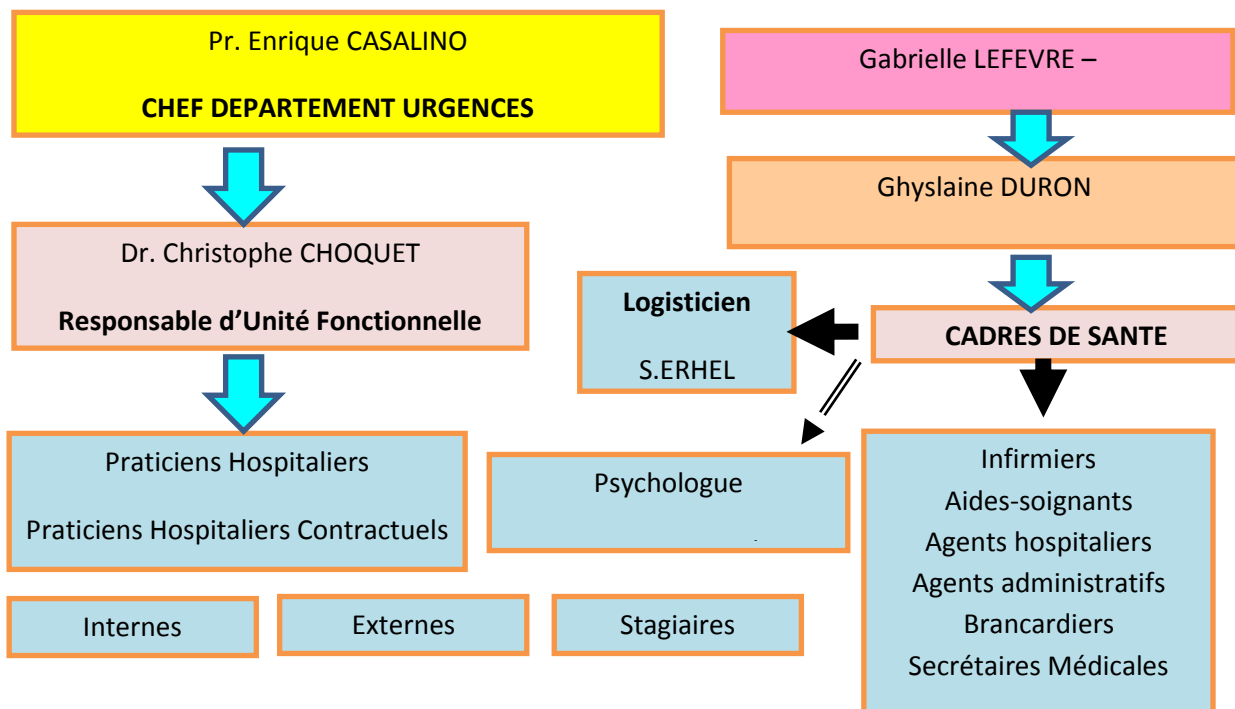 Pr. Enrique CASALINO
CHEF DEPARTEMENT URGENCES
Gabrielle LEFEVRE –
Ghyslaine DURON
Dr. Christophe CHOQUET
Responsable d’Unité Fonctionnelle
Logisticien
S.ERHEL
CADRES DE SANTE
Praticiens Hospitaliers
Praticiens Hospitaliers Contractuels
Psychologue
Infirmiers
Aides-soignants
Agents hospitaliers
Agents administratifs
Brancardiers
Secrétaires Médicales
Internes
Externes
Stagiaires